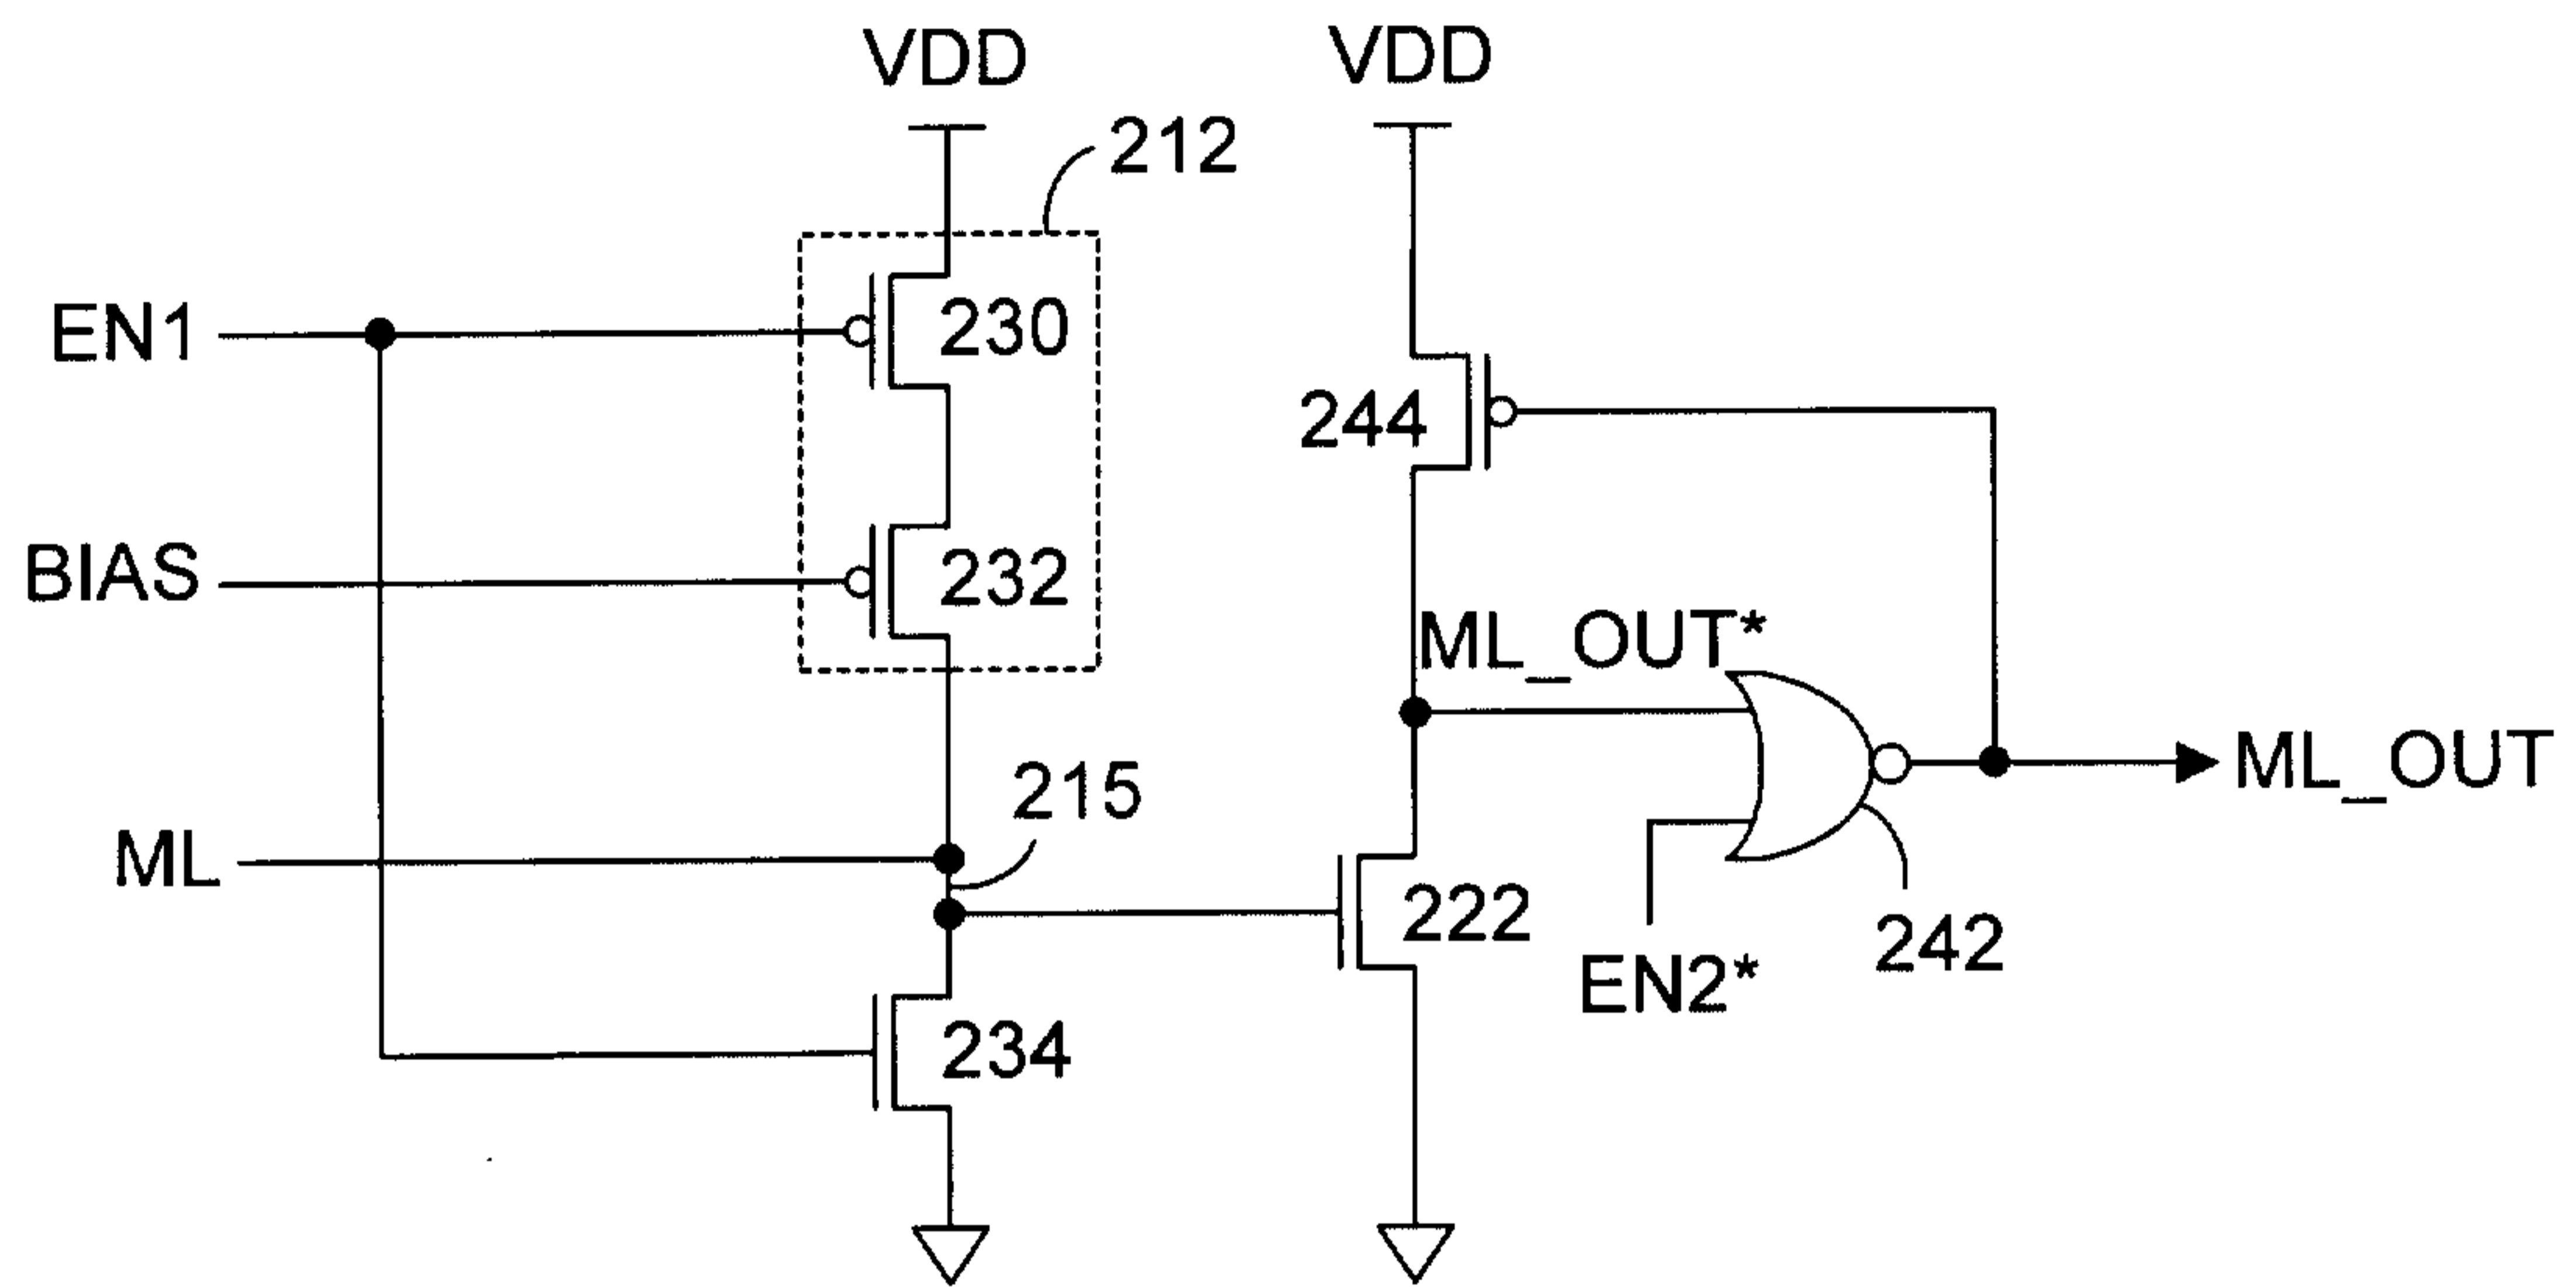 VDD
VDD
212
EN1
230
244
BIAS
232
ML_OUT*
215
ML_OUT
ML
222
242
EN2*
234